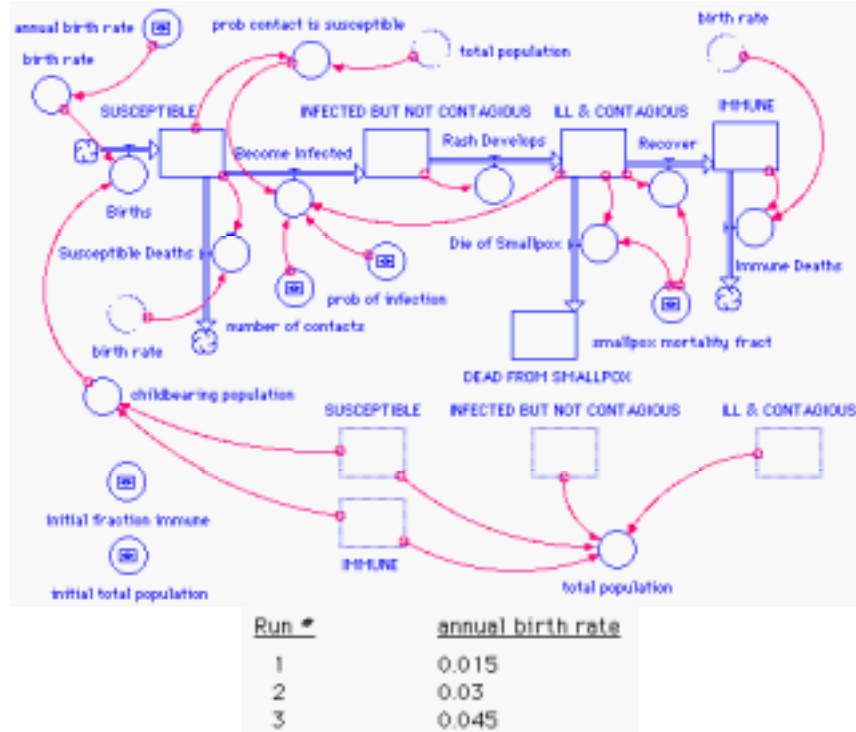 annual birth rate
prob contact is susceptible
birth rate
birth rate
total population
SUSCEPTIBLE
INFECTED BUT NOT CONTAGIOUS
ILL & CONTAGIOUS
IMMUNE
Become Infected
Rash Develops
Recover
Births
Susceptible Deaths
Die of Smallpox
Immune Deaths
prob of infection
number of contacts
birth rate
smallpox mortality fract
DEAD FROM SMALLPOX
childbearing population
SUSCEPTIBLE
INFECTED BUT NOT CONTAGIOUS
ILL & CONTAGIOUS
initial fraction immune
IMMUNE
initial total population
total population
Run # annual birth rate
1 0.015
2 0.03
3 0.045